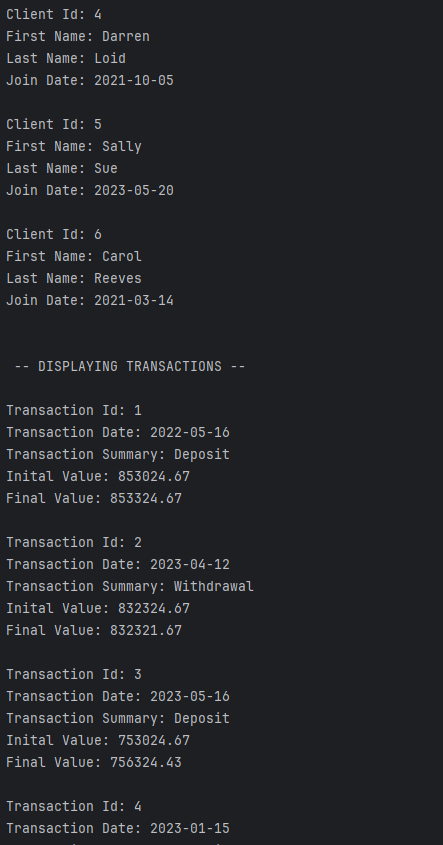 Client Id: 4
First Name: Darren
Last Name: Loid
Join Date: 2021-10-05
Client Id: 5
First Name: Sally
Last Name: Sue
Join Date: 2023-05-20
Client Id: 6
First Name: Carol
Last Name: Reeves
Join Date: 2021-03-14
-- DISPLAYING TRANSACTIONS --
Transaction Id: 1
Transaction Date: 2022-05-16
Transaction Summary: Deposit
Inital Value: 853024.67
Final Value: 853324.67
Transaction Id: 2
Transaction Date: 2023-04-12
Transaction Summary: Withdrawal
Inital Value: 832324.67
Final Value: 832321.67
Transaction Id: 3
Transaction Date: 2023-05-16
Transaction Summary: Deposit
Inital Value: 753024.67
Final Value: 756324.43
Transaction Id: 4
Transaction Date: 2023-01-15